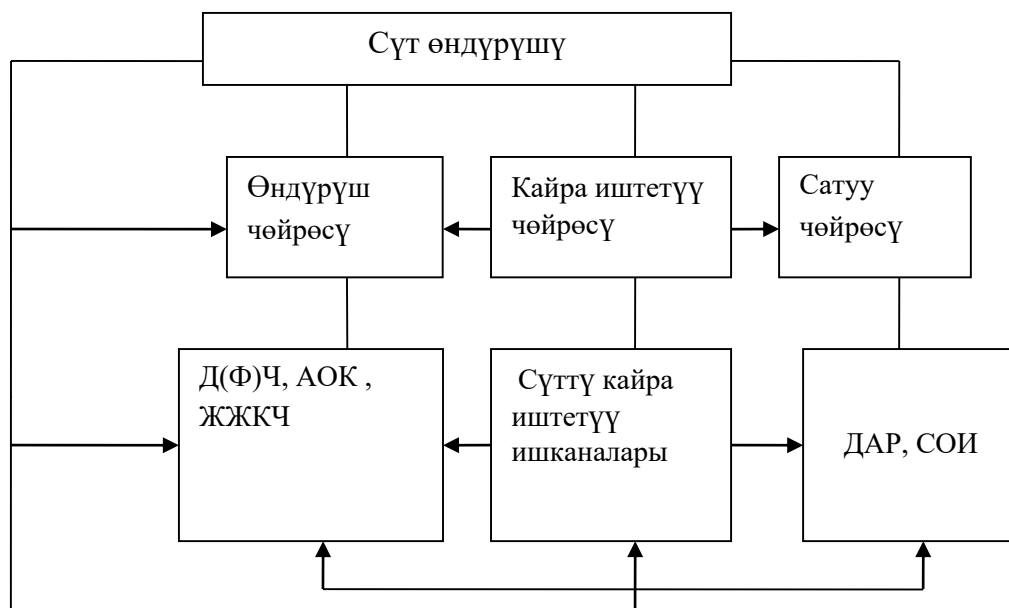 Сүт өндүрүшү
Өндүрүш
чөйрөсү
Кайра иштетүү
чөйрөсү
Сатуу
чөйрөсү
Д(Ф)Ч, АОК ,
ЖЖКЧ
Сүттү кайра
иштетүү
ишканалары
ДАР, СОИ